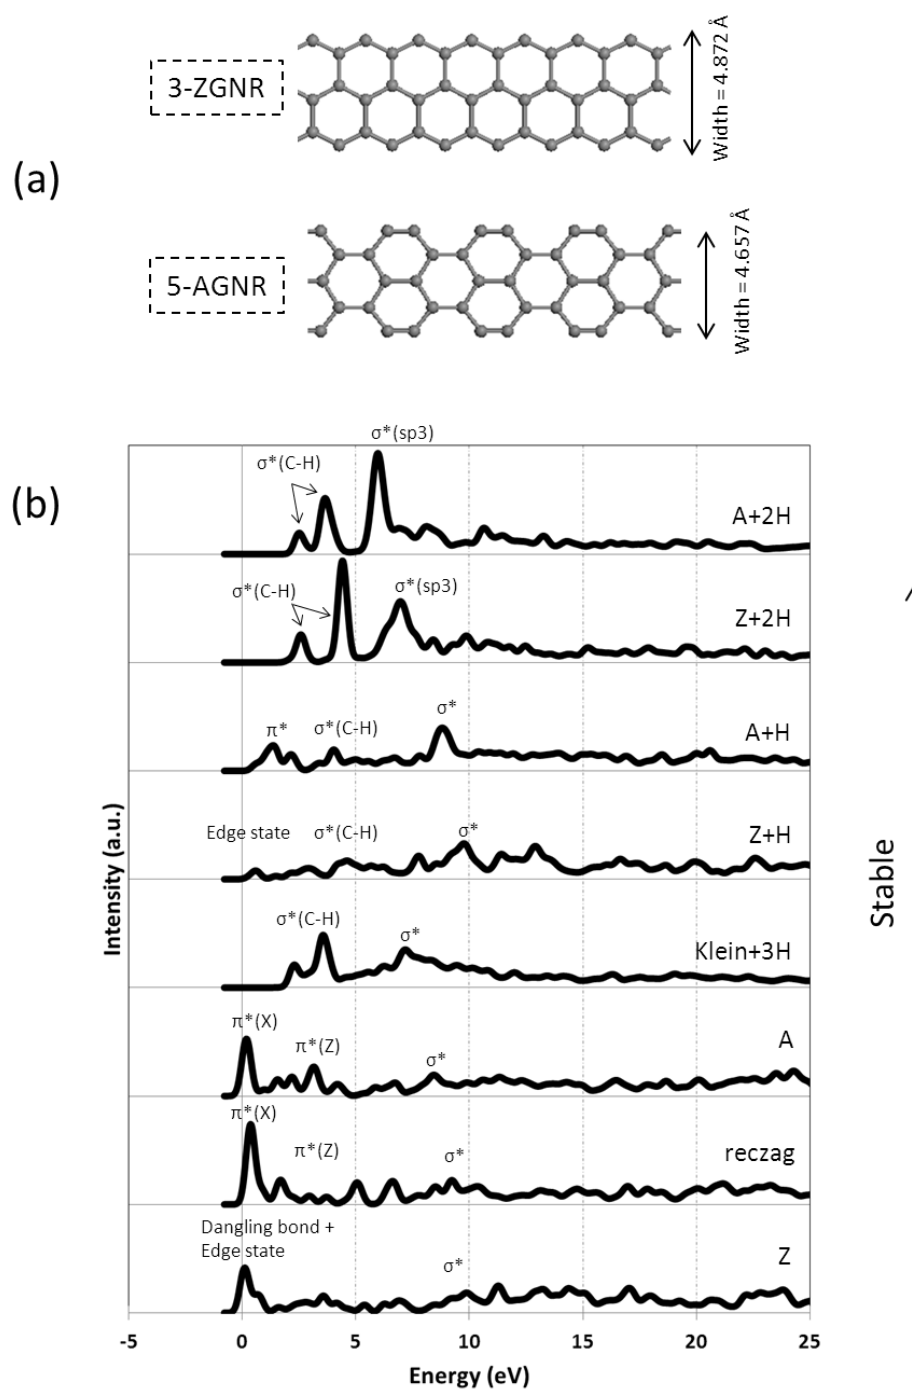 3-ZGNR
Width = 4.872 Å
(a)
5-AGNR
Width = 4.657 Å
(b)
σ*(sp3)
σ*(C-H)
A+2H
σ*(C-H)
σ*(sp3)
Z+2H
π*
σ*(C-H)
σ*
A+H
Edge state
σ*(C-H)
σ*
Z+H
σ*(C-H)
σ*
Klein+3H
π*(X)
π*(Z)
σ*
A
π*(X)
π*(Z)
σ*
reczag
Dangling bond +
Edge state
σ*
Z
Intensity (a.u.)
Stable
-5 0 5 10 15 20 25
Energy (eV)